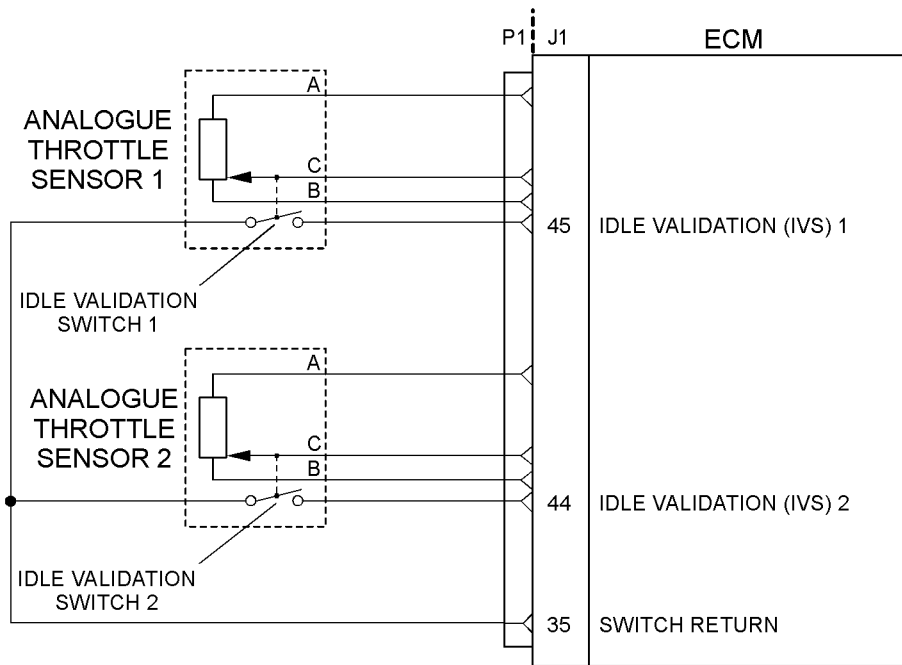 P1 J1 ECM
A
ANALOGUE
THROTTLE
SENSOR 1
C
B
45 IDLE VALIDATION (IVS) 1
IDLE VALIDATION
SWITCH 1
A
ANALOGUE
THROTTLE
SENSOR 2
C
B
44 IDLE VALIDATION (IVS) 2
IDLE VALIDATION
SWITCH 2
35 SWITCH RETURN